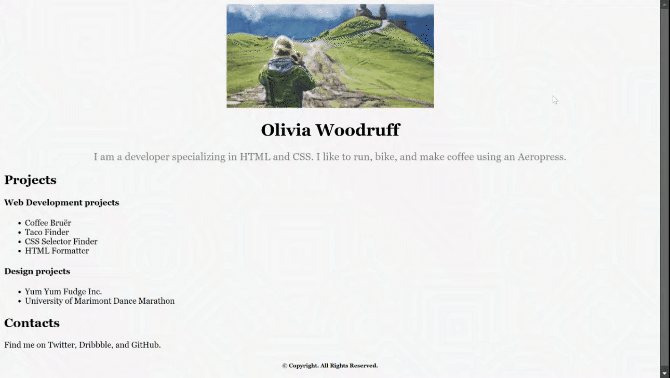 Olivia Woodruff
I am a developer specializing in HTML and CSS. I like to run, bike, and make coffee using an Aeropress.
Projects
Web Development projects
Coffee Bruër
Taco Finder
CSS Selector Finder
HTML Formatter
Design projects
Yum Yum Fudge Inc.
University of Marimont Dance Marathon
Contacts
Find me on Twitter, Dribbble, and GitHub.
© Copyright. All Rights Reserved.